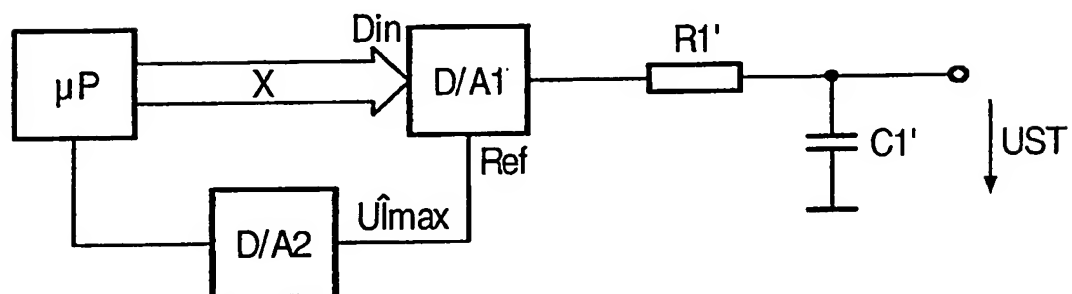 Din
R1'
µP
X
D/A1
C1'
UST
Ref
UÎmax
D/A2